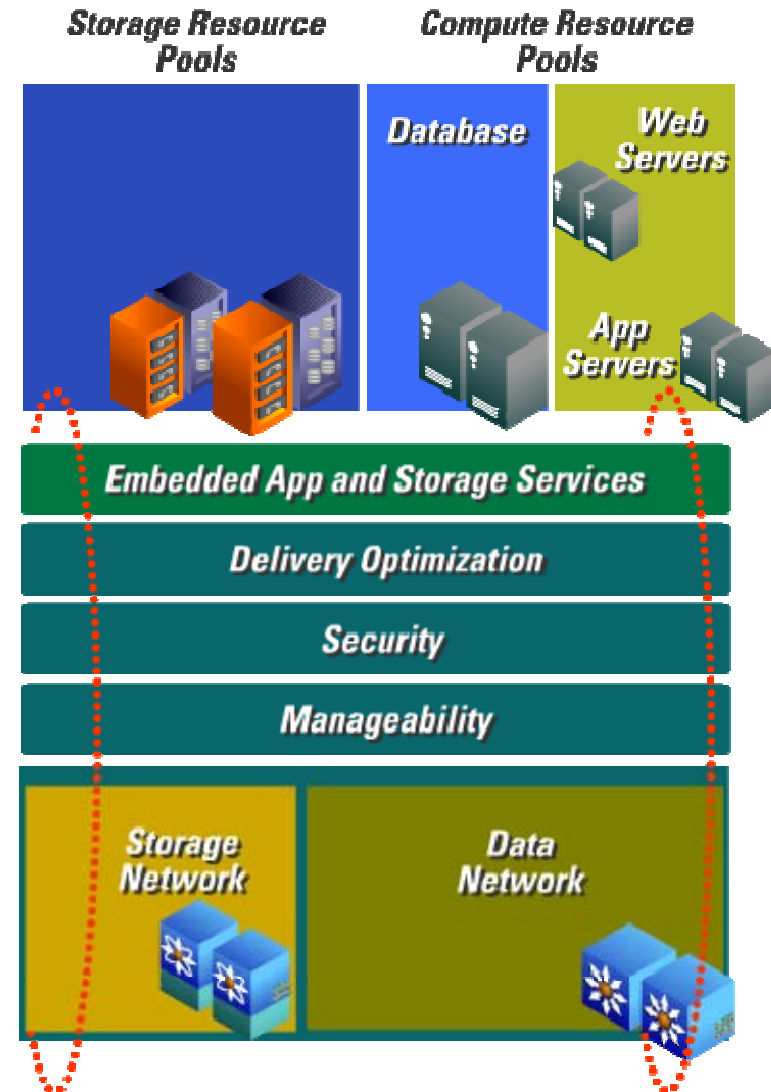 Storage Resource
Pools
Compute Resource
Pools
Database
Web
Servers
App
Servers
Embedded App and Storage Services
Delivery Optimization
Security
Manageability
Storage
Network
Data
Network